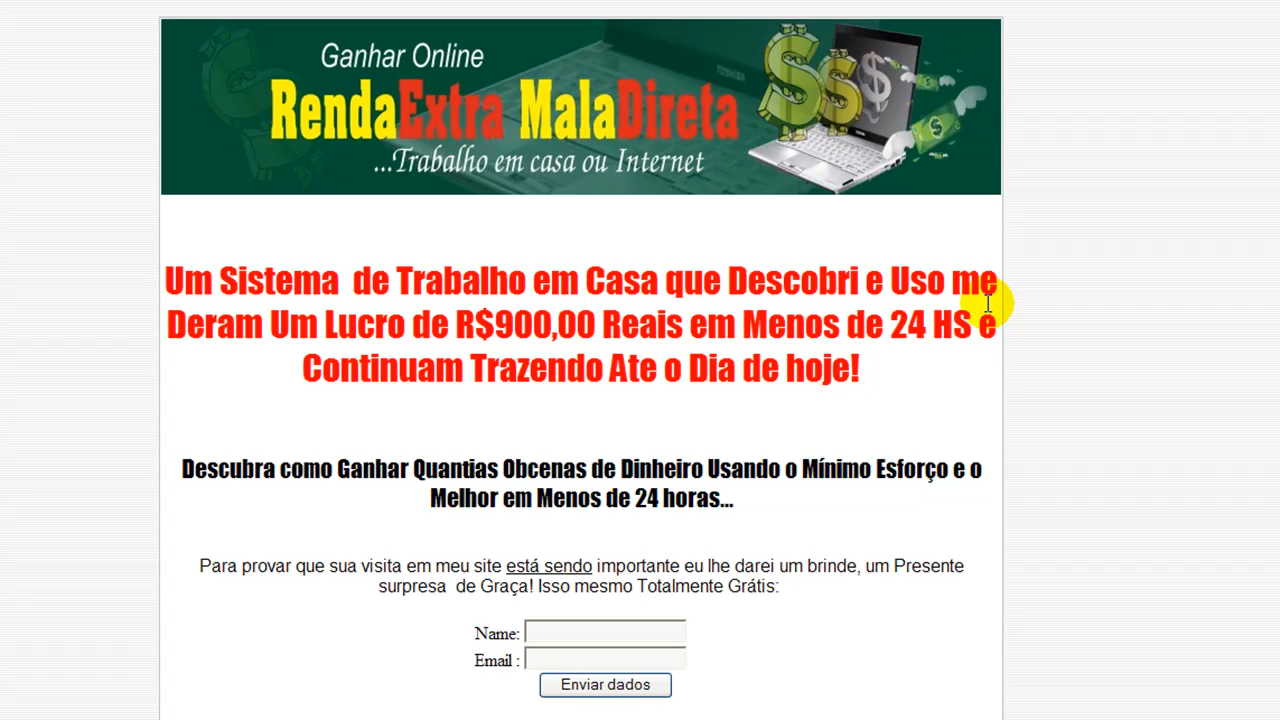 Ganhar Online
RendaExtra MalaDireta
...Trabalho em casa ou Internet
Um Sistema de Trabalho em Casa que Descobri e Uso me
Deram Um Lucro de R$900,00 Reais em Menos de 24 HS e
Continuam Trazendo Ate o Dia de hoje!
Descubra como Ganhar Quantias Obcenas de Dinheiro Usando o Mínimo Esforço e o
Melhor em Menos de 24 horas...
Para provar que sua visita em meu site está sendo importante eu lhe darei um brinde, um Presente
surpresa de Graça! Isso mesmo Totalmente Grátis:
Name:
Email :
Enviar dados